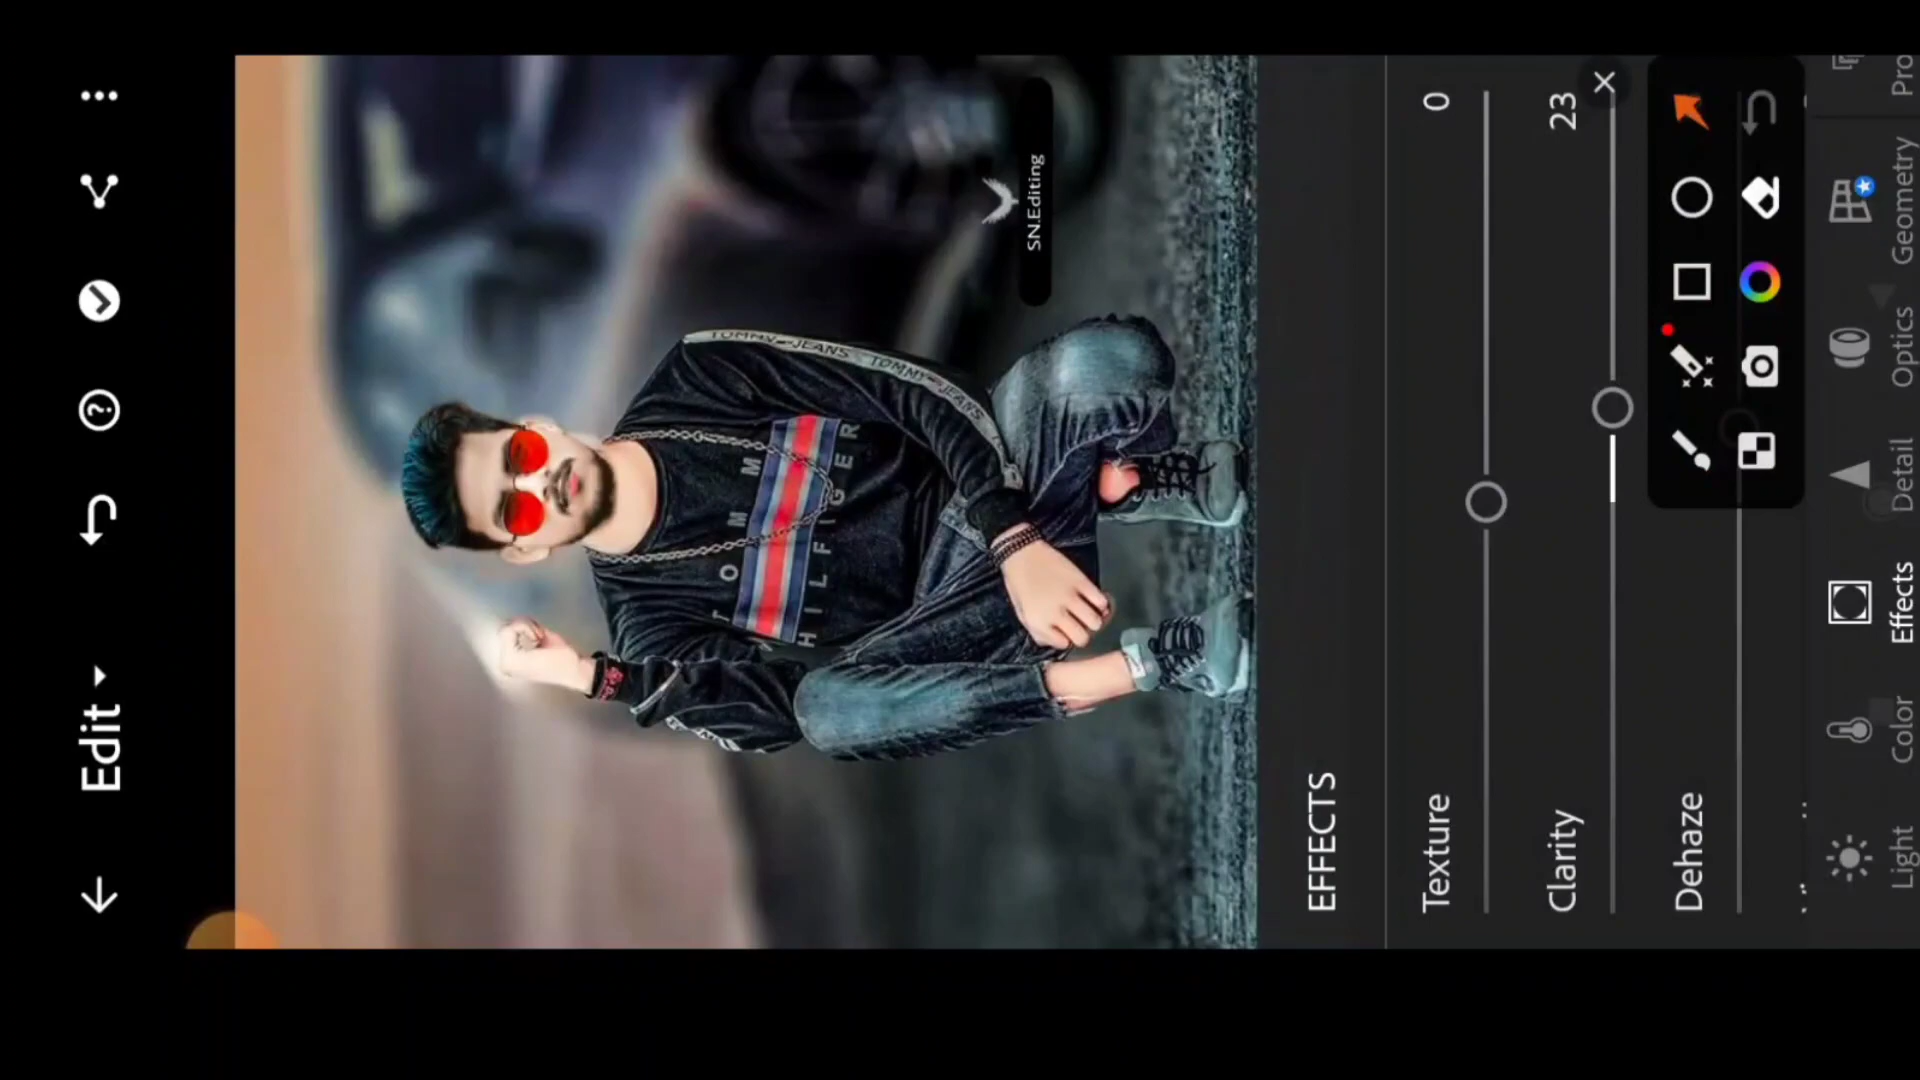 Edit
SN.Editing
TOMMY JEANS TOMMY JEANS
TOMM
HILFIGER
EFFECTS
Texture 0
Clarity 23
Dehaze
Light
Color
Effects
Detail
Optics
Geometry
Pro